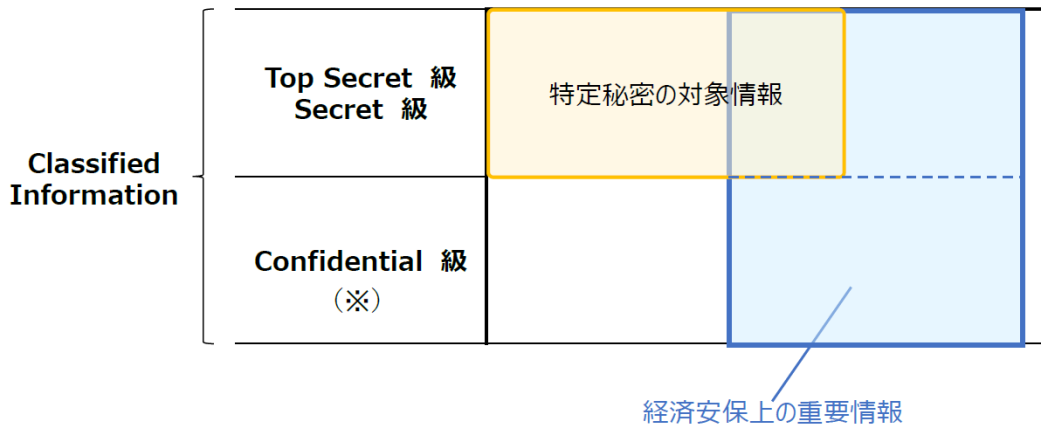 Classified
Information
Top Secret 級
Secret 級
特定秘密の対象情報
Confidential 級
（※）
経済安保上の重要情報